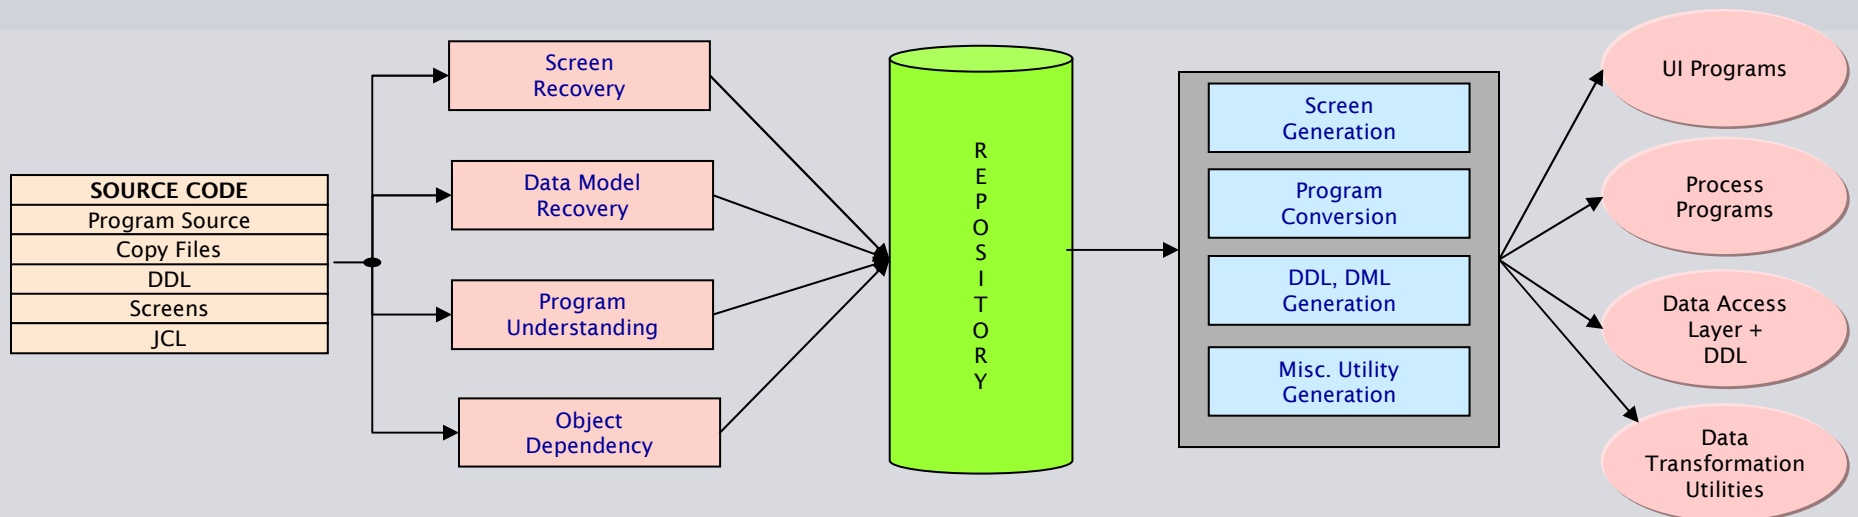 SOURCE CODE
Program Source
Copy Files
DDL
Screens
JCL
Screen
Recovery
Data Model
Recovery
Program
Understanding
Object
Dependency
R
E
P
O
S
I
T
O
R
Y
Screen
Generation
Program
Conversion
DDL, DML
Generation
Misc. Utility
Generation
UI Programs
Process
Programs
Data Access
Layer +
DDL
Data
Transformation
Utilities